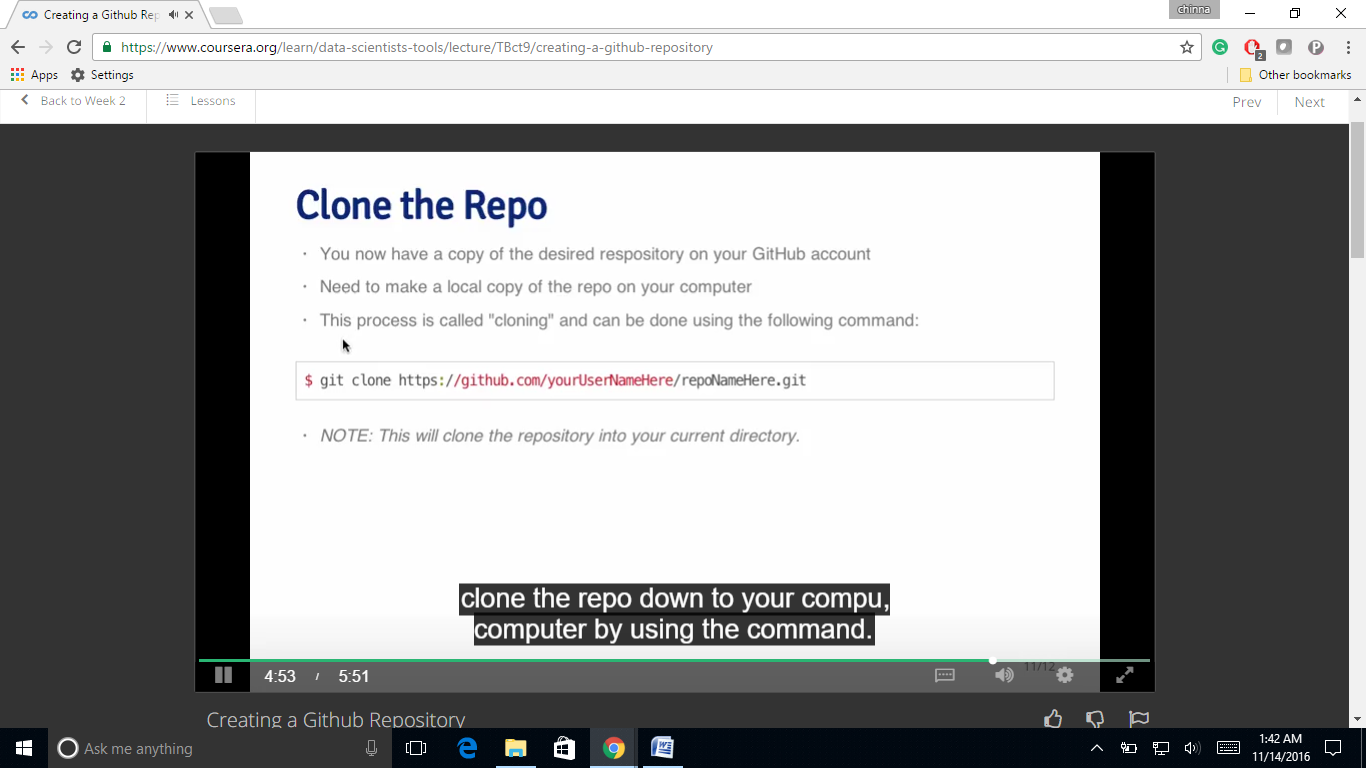 Creating a Github Rep
chinna
https://www.coursera.org/learn/data-scientists-tools/lecture/TBct9/creating-a-github-repository
2
Apps Settings Other bookmarks
Back to Week 2 Lessons Prev Next
Clone the Repo
· You now have a copy of the desired respository on your GitHub account
· Need to make a local copy of the repo on your computer
· This process is called "cloning" and can be done using the following command:
$ git clone https://github.com/yourUserNameHere/repoNameHere.git
· NOTE: This will clone the repository into your current directory.
clone the repo down to your compu,
computer by using the command.
11/12
4:53 / 5:51
Creating a Github Repository
Ask me anything
1:42 AM
11/14/2016